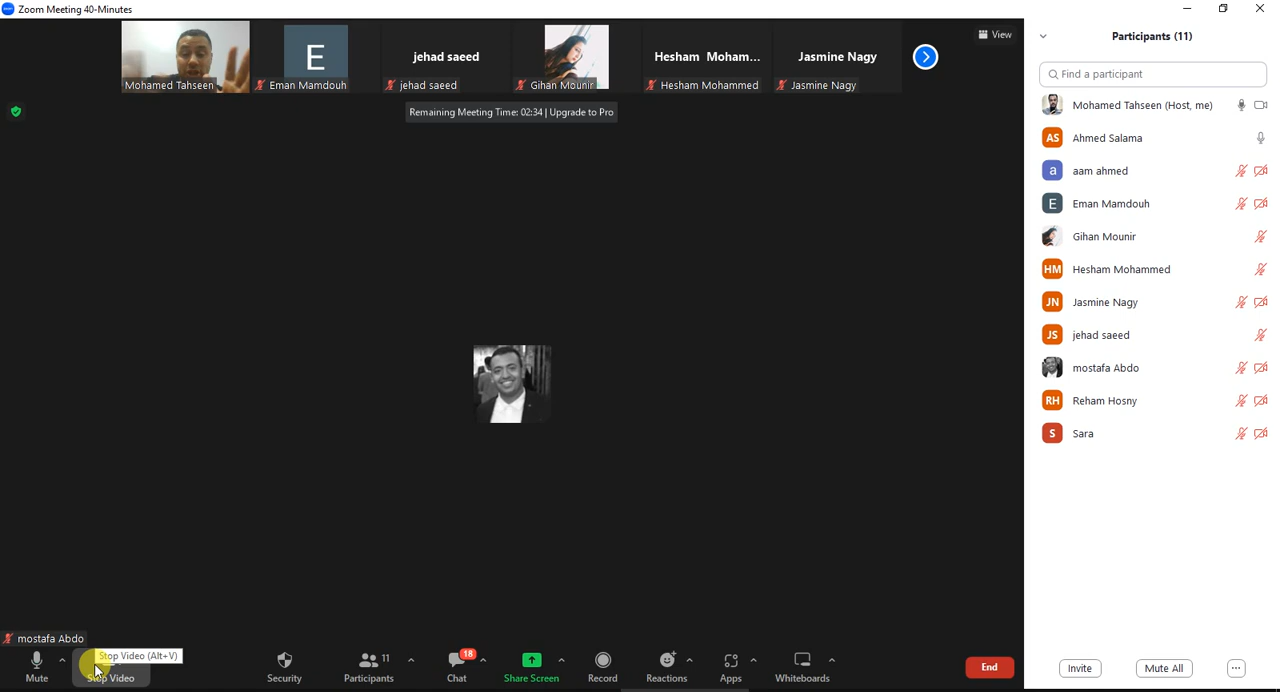 Zoom Meeting 40-Minutes
Mohamed Tahseen
E
Eman Mamdouh
jehad saeed
jehad saeed
Gihan Mounir
Hesham Moham...
Hesham Mohammed
Jasmine Nagy
Jasmine Nagy
View
Remaining Meeting Time: 02:34 | Upgrade to Pro
Participants (11)
Find a participant
Mohamed Tahseen (Host, me)
AS Ahmed Salama
a aam ahmed
E Eman Mamdouh
Gihan Mounir
HM Hesham Mohammed
JN Jasmine Nagy
JS jehad saeed
mostafa Abdo
RH Reham Hosny
S Sara
mostafa Abdo
Stop Video (Alt+V)
Mute
Stop Video
Security
11
Participants
18
Chat
Share Screen
Record
Reactions
Apps
Whiteboards
End
Invite
Mute All
...